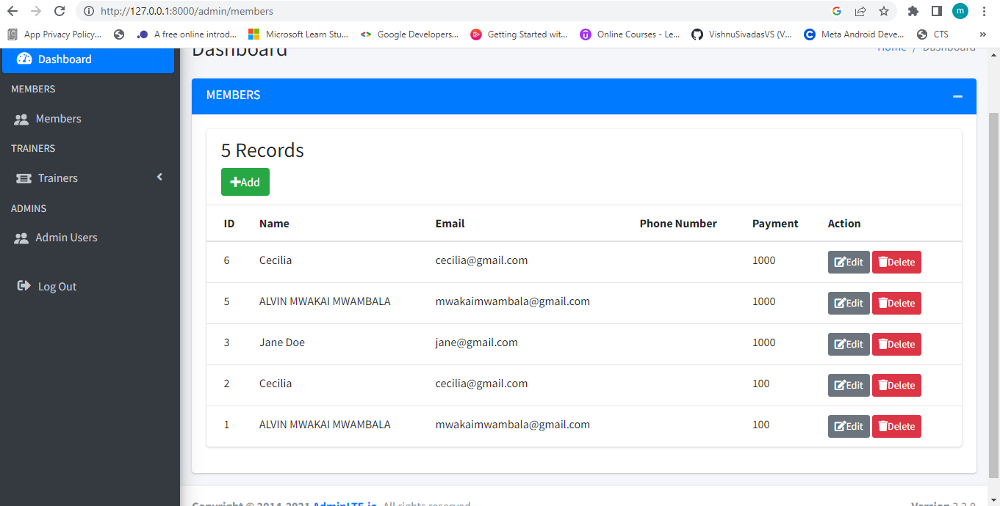 http://127.0.0.1:8000/admin/members
m
App Privacy Policy...
A free online introd...
Microsoft Learn Stu...
Google Developers...
Getting Started wit...
Online Courses - Le...
VishnuSivadasVS (V...
Meta Android Deve...
CTS
»
Dashboard
Dashboard
Home / Dashboard
MEMBERS
Members
TRAINERS
Trainers
ADMINS
Admin Users
Log Out
MEMBERS
5 Records
Add
ID Name Email Phone Number Payment Action
6 Cecilia cecilia@gmail.com 1000 Edit Delete
5 ALVIN MWAKAI MWAMBALA mwakaimwambala@gmail.com 1000 Edit Delete
3 Jane Doe jane@gmail.com 1000 Edit Delete
2 Cecilia cecilia@gmail.com 100 Edit Delete
1 ALVIN MWAKAI MWAMBALA mwakaimwambala@gmail.com 100 Edit Delete
Copyright © 2014-2021 AdminLTE.io. All rights reserved. Version 3.2.0